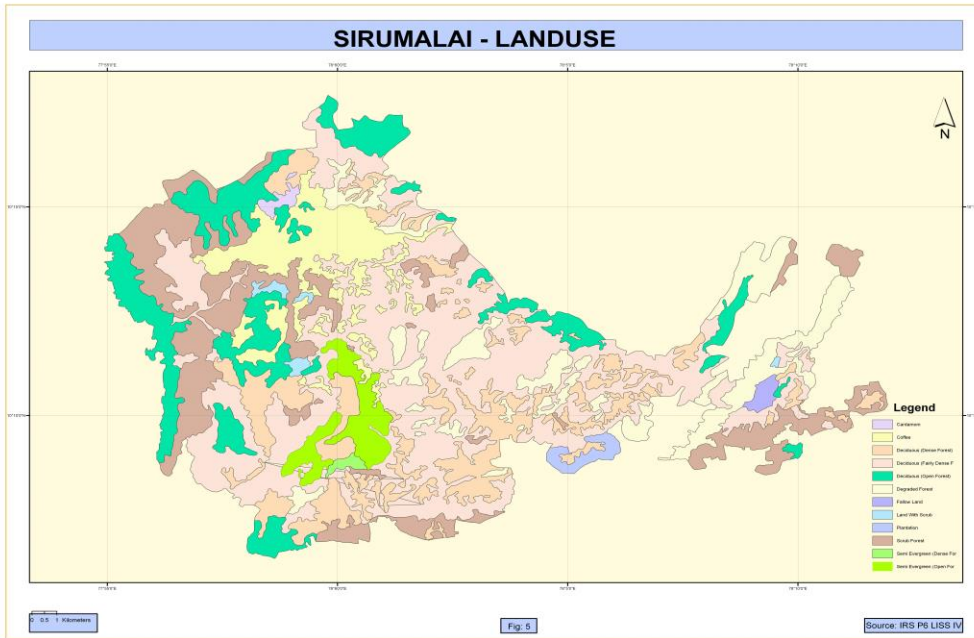 SIRUMALAI - LANDUSE
N
Legend
Cardamom
Coffee
Deciduous (Dense Forest)
Deciduous (Fairly Dense F
Deciduous (Open Forest)
Degraded Forest
Fallow Land
Land With Scrub
Plantation
Scrub Forest
Semi Evergreen (Dense For
Semi Evergreen (Open For
0 0.5 1 Kilometers
Fig: 5
Source: IRS P6 LISS IV